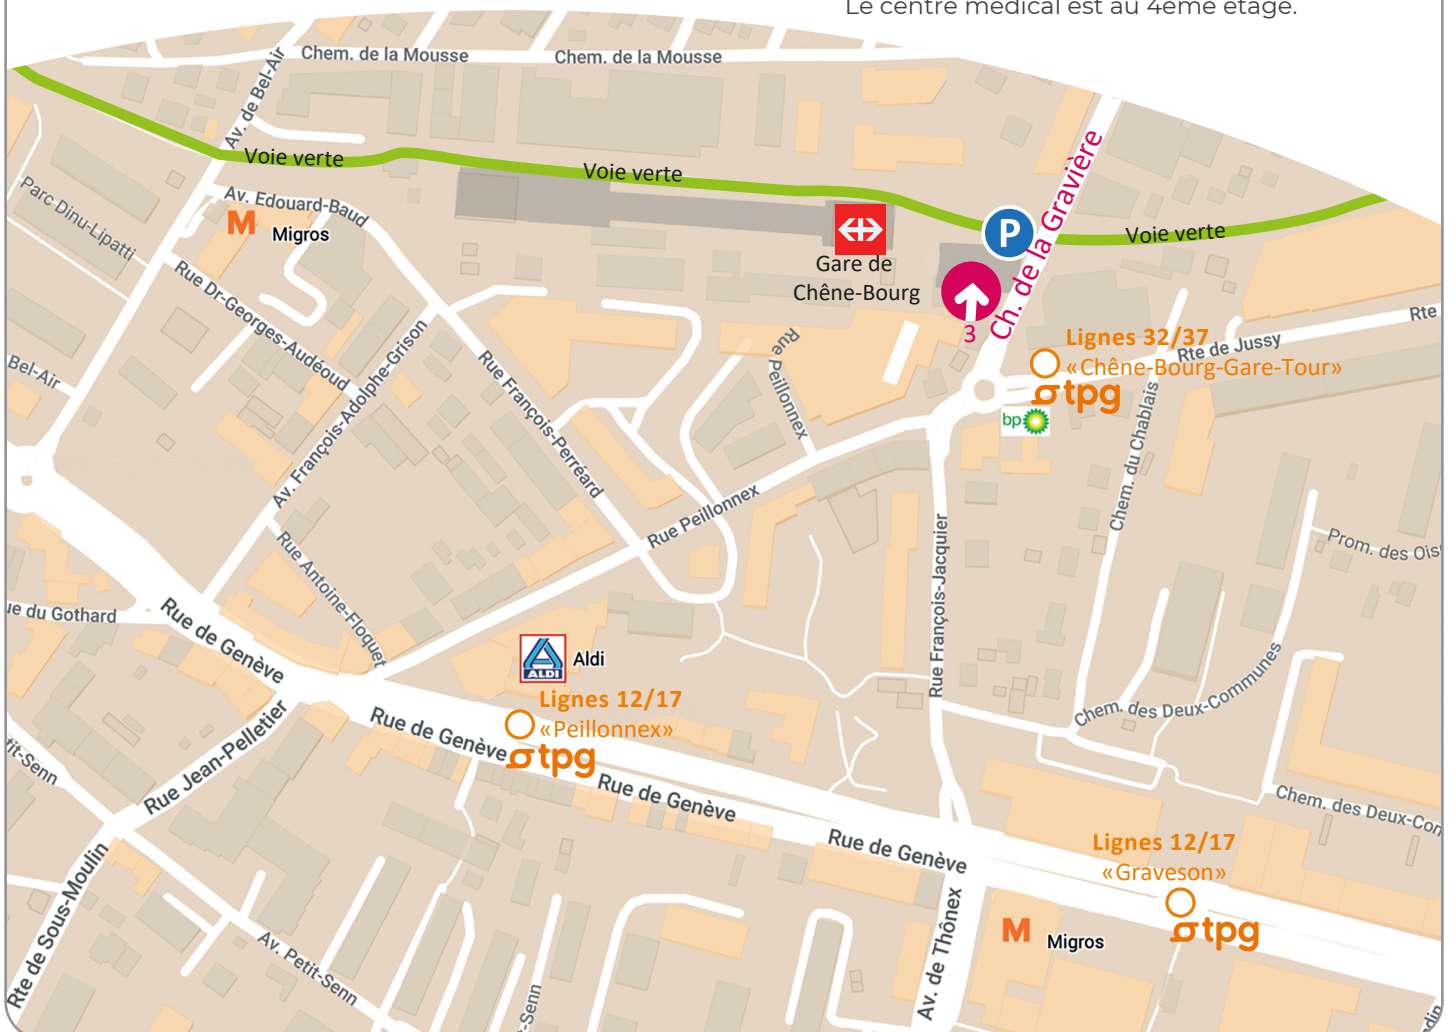 Le centre médical est au 4ème étage.
Chem. de la Mousse
Chem. de la Mousse
Av. de Bel-Air
Voie verte
Voie verte
Voie verte
Ch. de la Gravière
P
Parc Dinu-Lipatti
Av. Edouard-Baud
M
Migros
Gare de
Chêne-Bourg
3
Rue Dr-Georges-Audéoud
Bel-Air
Av. François-Adolphe-Grison
Rue François-Perréard
Rue Peillonnex
Lignes 32/37
«Chêne-Bourg-Gare-Tour»
tpg
bp
Rte de Jussy
Rte
Chem. du Chablais
Rue Peillonnex
Rue François-Jacquier
Prom. des Ois
Rue Antoine-Floquet
ue du Gothard
Rue de Genève
ALDI
Aldi
Lignes 12/17
«Peillonnex»
tpg
Rue de Genève
Rue de Genève
Rue de Genève
Chem. des Deux-Communes
Chem. des Deux-Con
tit-Senn
Rue Jean-Pelletier
Rte de Sous-Moulin
Av. Petit-Senn
-Senn
Av. de Thônex
Lignes 12/17
«Graveson»
tpg
M
Migros